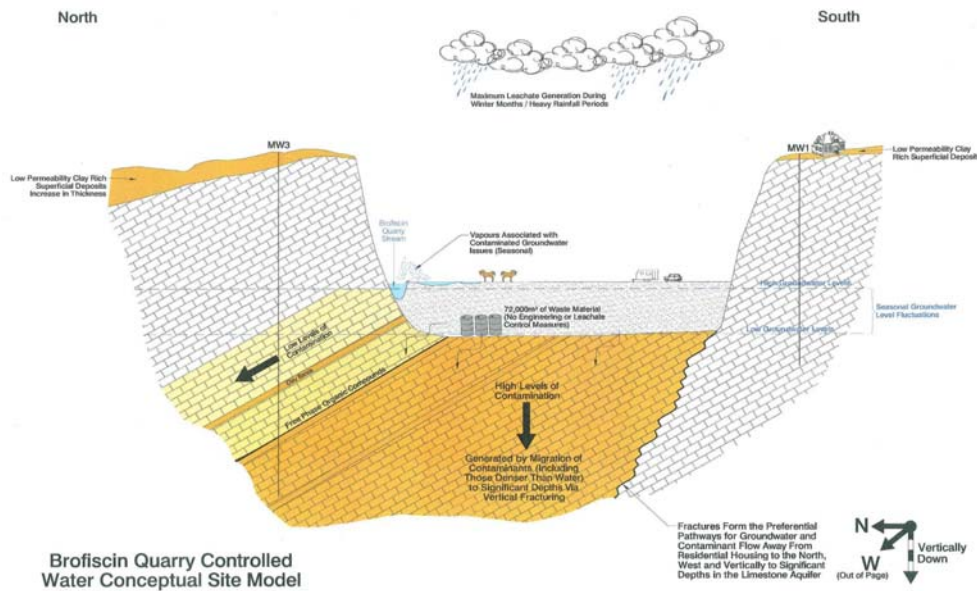 North
South
Maximum Leachate Generation During
Winter Months / Heavy Rainfall Periods
MW3
MW1
Low Permeability Clay
Rich Superficial Deposits
Low Permeability Clay Rich
Superficial Deposits
Increase in Thickness
Brofiscin
Quarry
Stream
Vapours Associated with
Contaminated Groundwater
Issues (Seasonal)
High Groundwater Levels
72,000m³ of Waste Material
(No Engineering or Leachate
Control Measures)
Seasonal Groundwater
Level Fluctuations
Low Groundwater Levels
Low Levels of
Contamination
Free Phase Organic Compounds
High Levels of
Contamination
Generated by Migration of
Contaminants (Including
Those Denser Than Water)
to Significant Depths Via
Vertical Fracturing
Fractures Form the Preferential
Pathways for Groundwater and
Contaminant Flow Away From
Residential Housing to the North,
West and Vertically to Significant
Depths in the Limestone Aquifer
N
W
(Out of Page)
Vertically
Down
Brofiscin Quarry Controlled
Water Conceptual Site Model